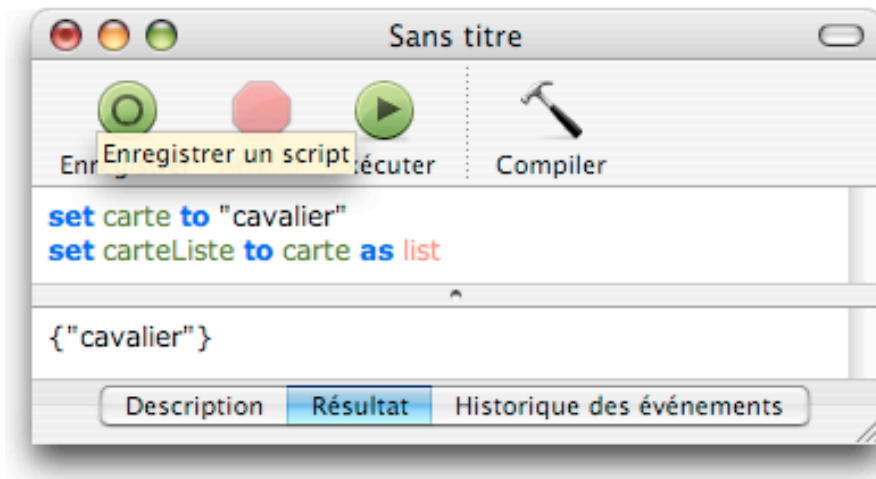 Sans titre
Enregistrer un script
Exécuter
Compiler
set carte to "cavalier"
set carteListe to carte as list
{"cavalier"}
Description
Résultat
Historique des événements